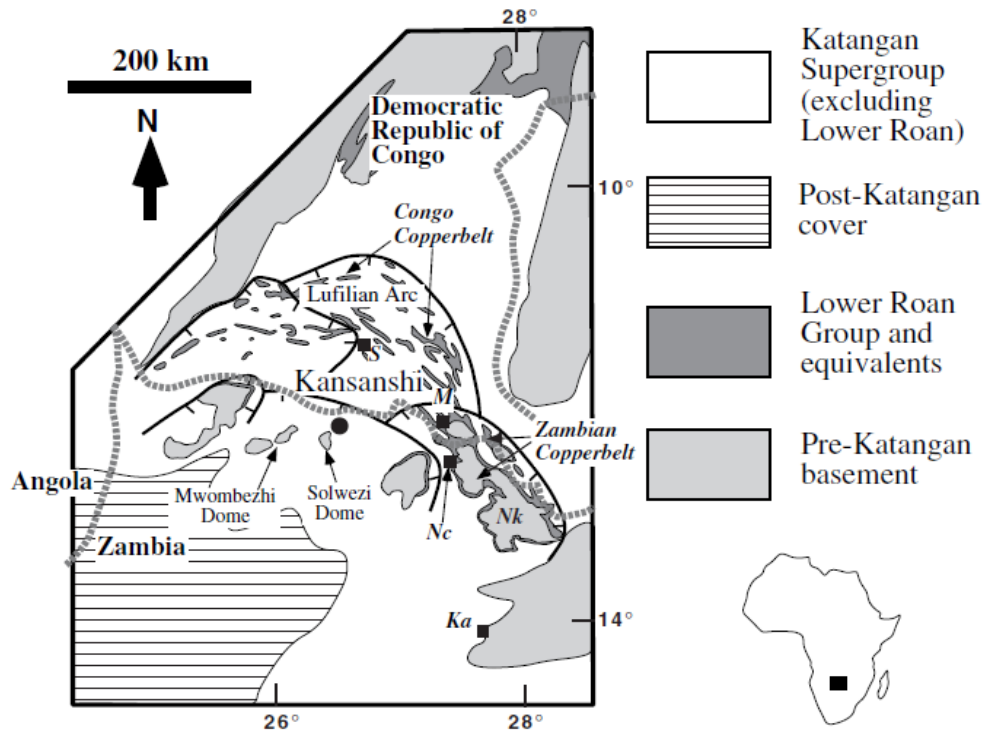 28°
200 km
N
Democratic
Republic of
Congo
10°
Congo
Copperbelt
Lufilian Arc
S
Kansanshi
M
Zambian
Copperbelt
Angola
Mwombezhi
Dome
Solwezi
Dome
Nc
Nk
Zambia
Ka
14°
26°
28°
Katangan
Supergroup
(excluding
Lower Roan)
Post-Katangan
cover
Lower Roan
Group and
equivalents
Pre-Katangan
basement